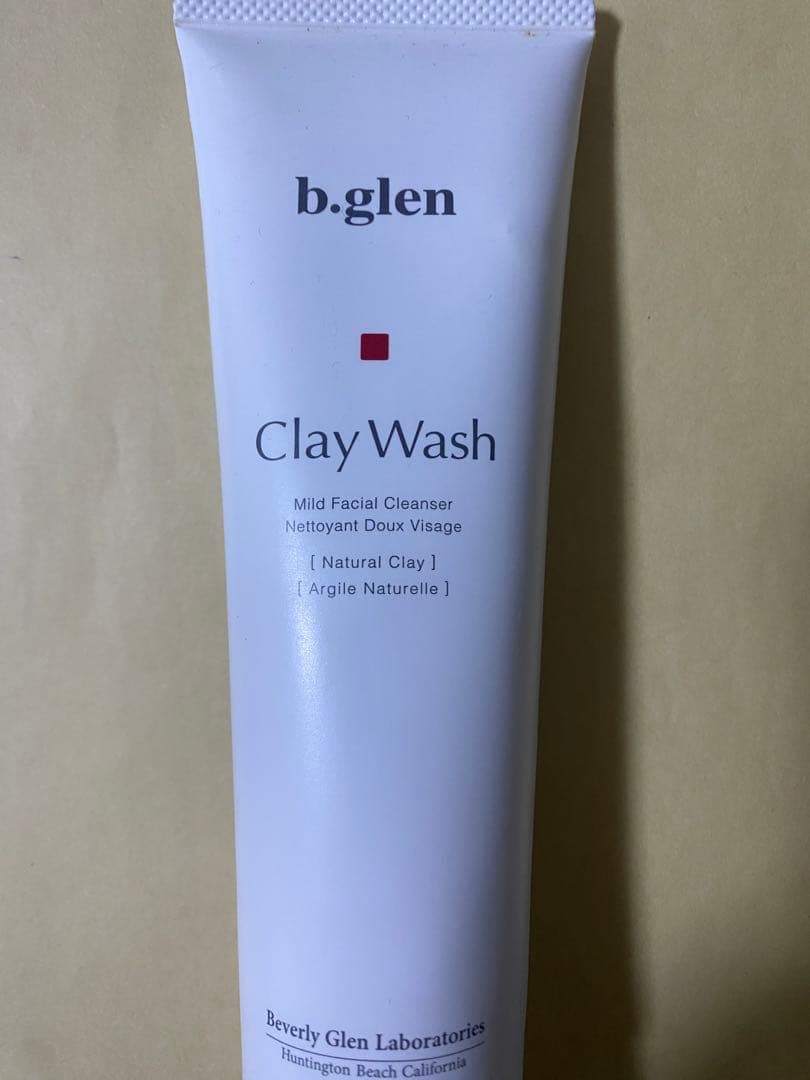 b.glen
Clay Wash
Mild Facial Cleanser
Nettoyant Doux Visage
[ Natural Clay ]
[ Argile Naturelle ]
Beverly Glen Laboratories
Huntington Beach California